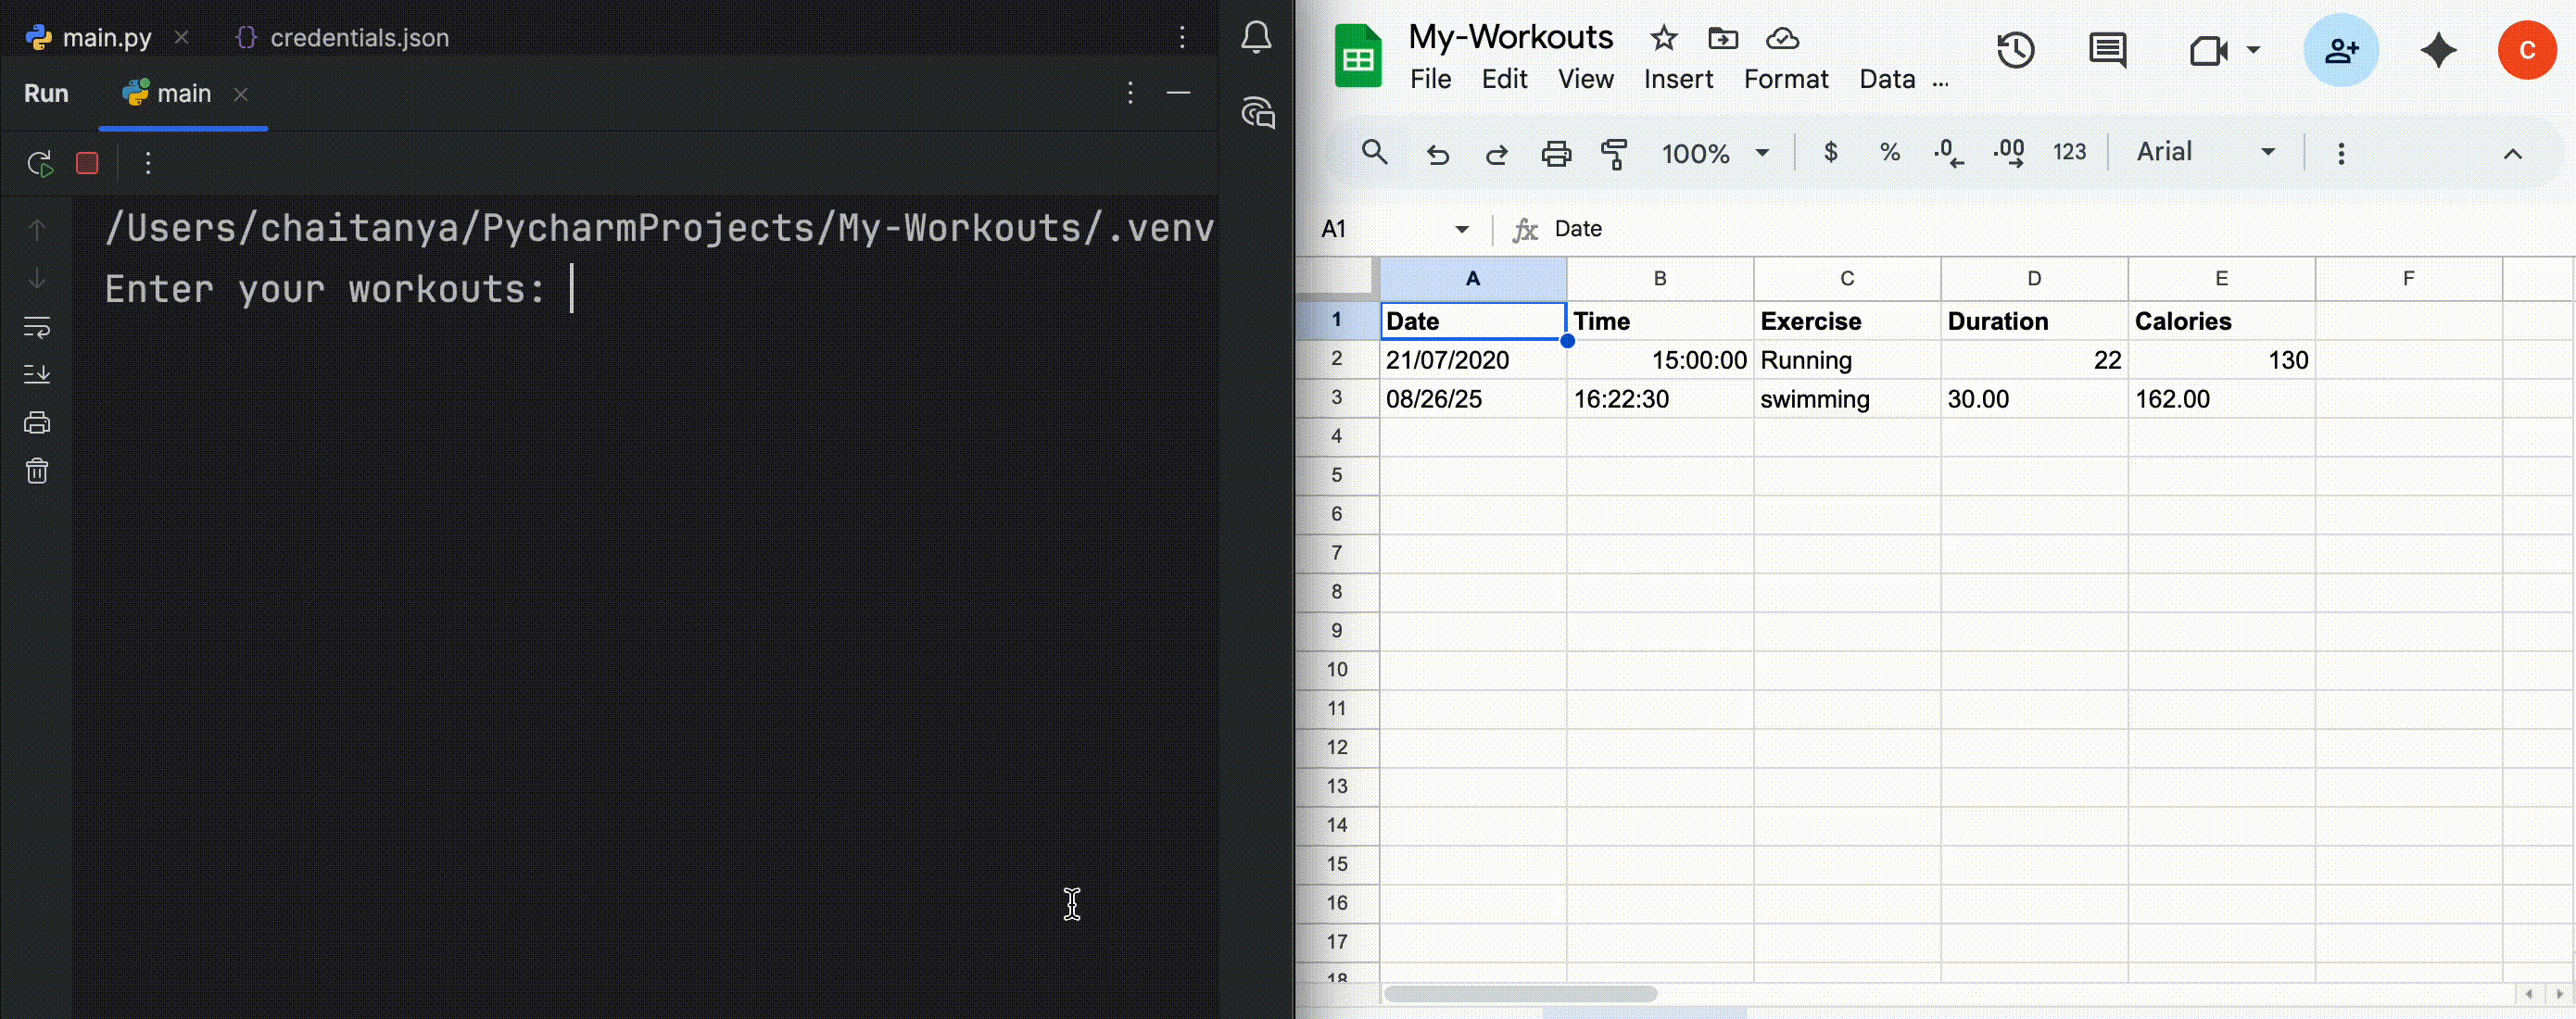 main.py
credentials.json
Run
main
/Users/chaitanya/PycharmProjects/My-Workouts/.venv
Enter your workouts:
My-Workouts
File Edit View Insert Format Data ...
C
100% $ % .0 .00 123 Arial
A1 fx Date
A B C D E F
1 Date Time Exercise Duration Calories
2 21/07/2020 15:00:00 Running 22 130
3 08/26/25 16:22:30 swimming 30.00 162.00
4
5
6
7
8
9
10
11
12
13
14
15
16
17
18